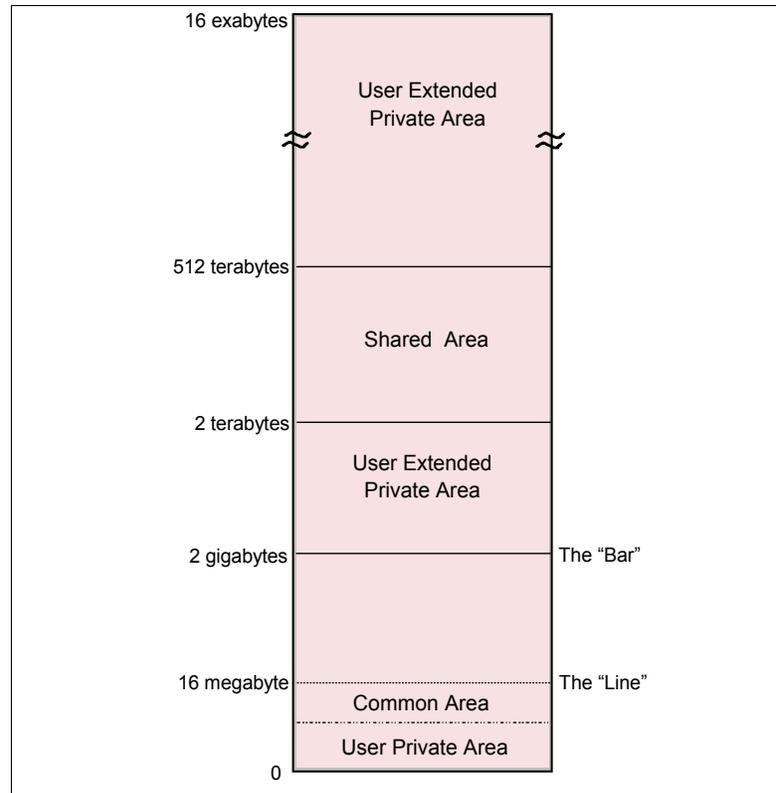 16 exabytes
User Extended
Private Area
512 terabytes
Shared Area
2 terabytes
User Extended
Private Area
2 gigabytes
The “Bar”
16 megabyte
The “Line”
Common Area
User Private Area
0